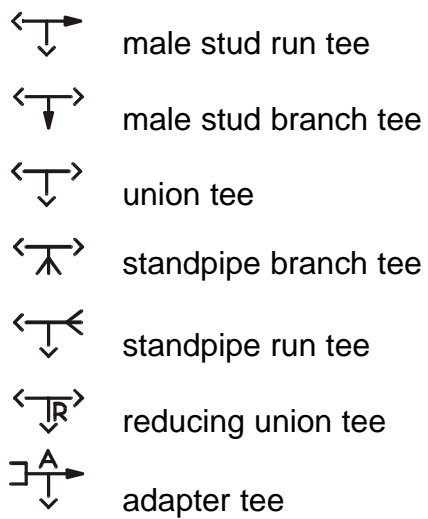 male stud run tee
male stud branch tee
union tee
standpipe branch tee
standpipe run tee
R
reducing union tee
A
adapter tee